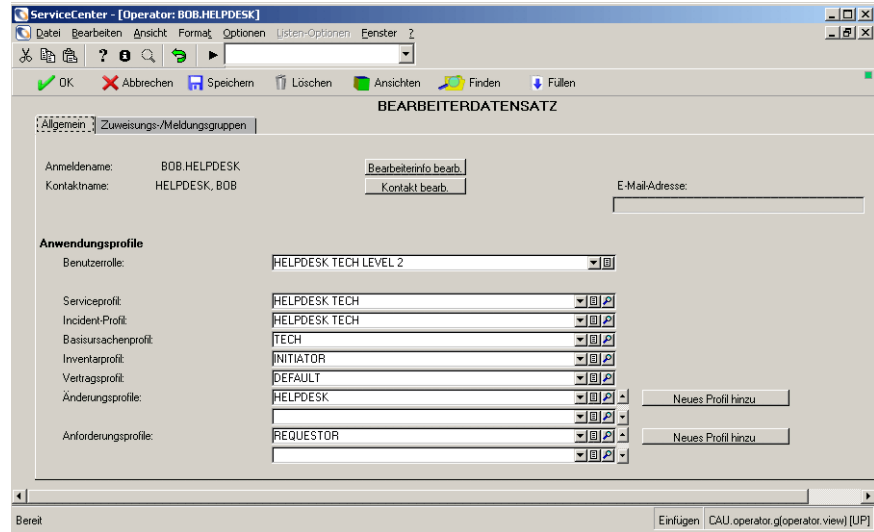 ServiceCenter - [Operator: BOB.HELPDESK]
Datei Bearbeiten Ansicht Format Optionen Listen-Optionen Fenster ?
OK Abbrechen Speichern Löschen Ansichten Finden Füllen
BEARBEITERDATENSATZ
Allgemein Zuweisungs-/Meldungsgruppen
Anmeldename: BOB.HELPDESK Bearbeiterinfo bearb.
Kontaktname: HELPDESK, BOB Kontakt bearb. E-Mail-Adresse:
Anwendungsprofile
Benutzerrolle: HELPDESK TECH LEVEL 2
Serviceprofil: HELPDESK TECH
Incident-Profil: HELPDESK TECH
Basisursachenprofil: TECH
Inventarprofil: INITIATOR
Vertragsprofil: DEFAULT
Änderungsprofile: HELPDESK Neues Profil hinzu
Anforderungsprofile: REQUESTOR Neues Profil hinzu
Bereit Einfügen CAU.operator.g(operator.view) [UP]